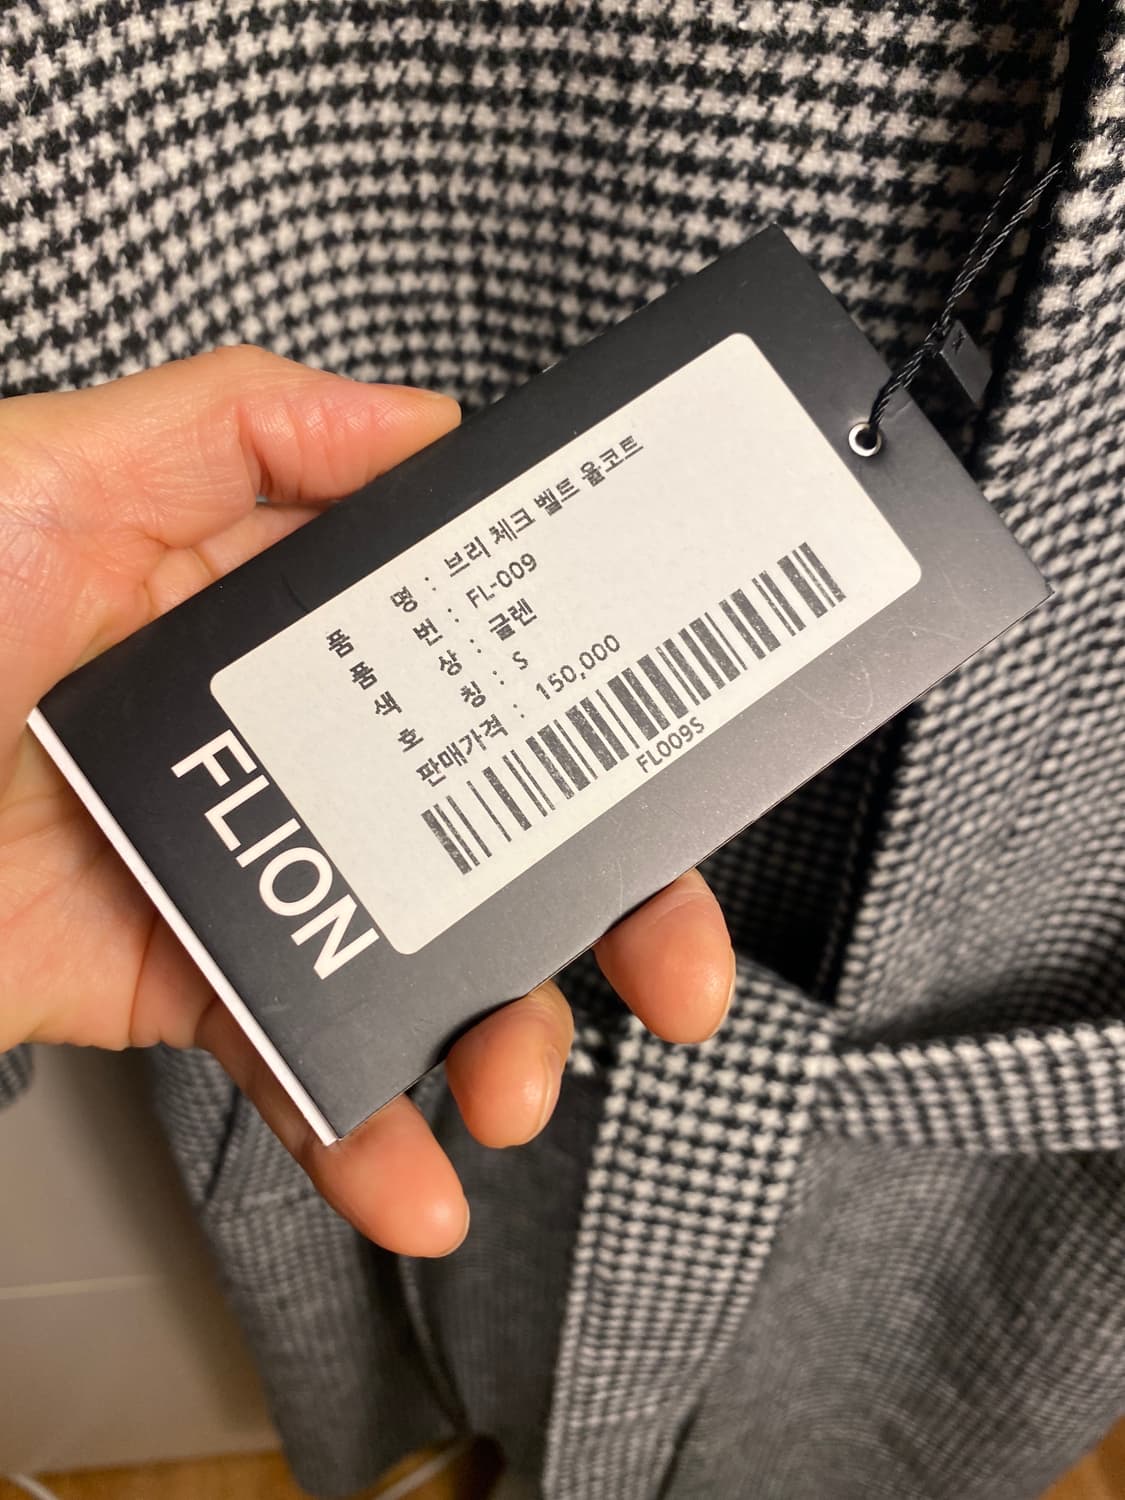 품 명 : 브리 체크 벨트 울코트
품 번 : FL-009
색 상 : 글렌
호 칭 : S
판매가격 : 150,000
FL009S
FLION